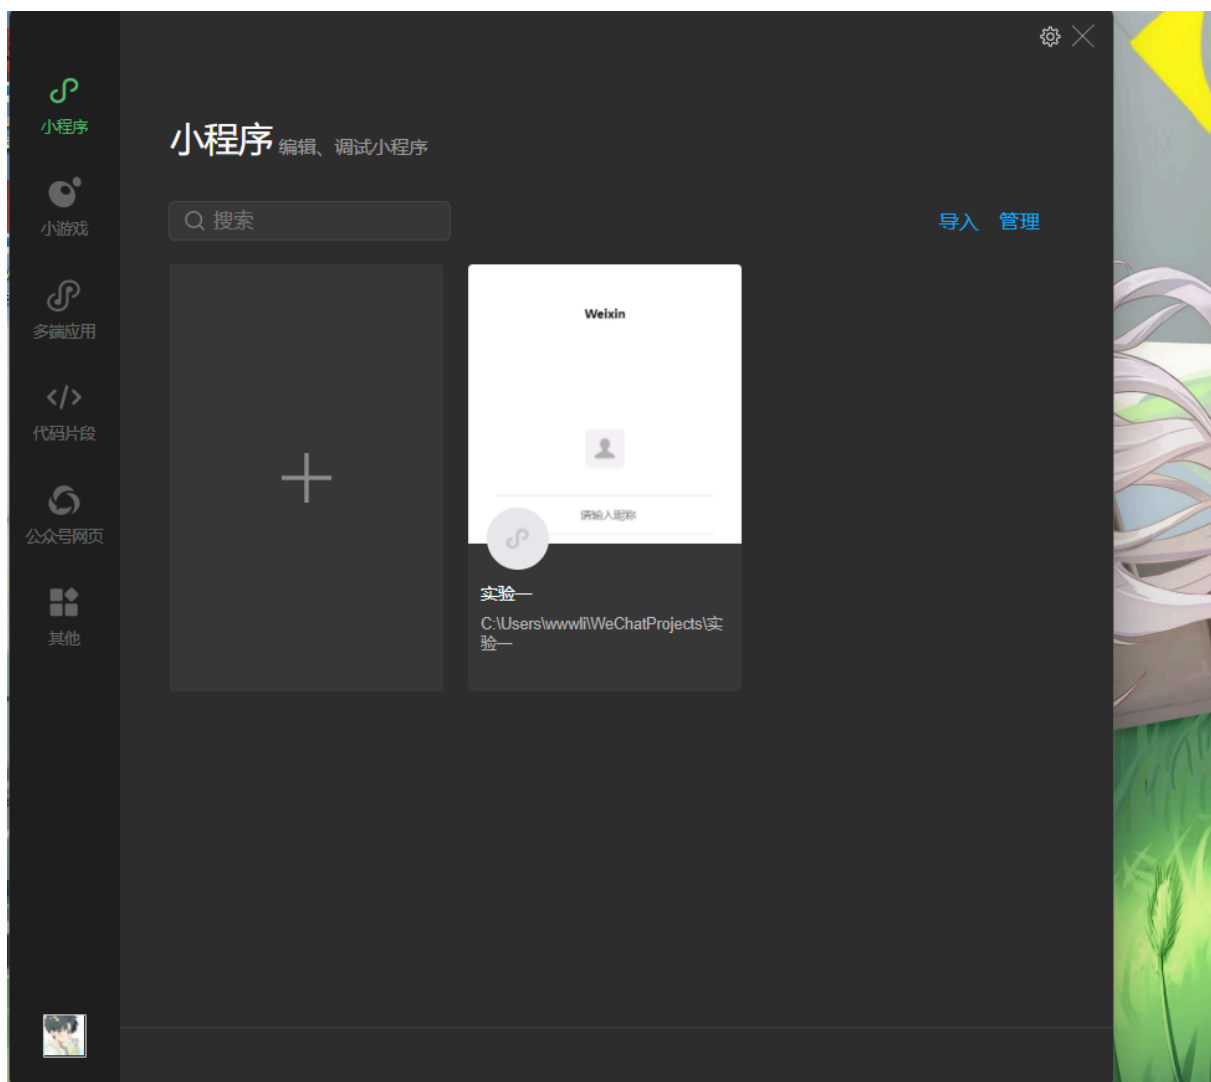 小程序
小游戏
多端应用
代码片段
公众号网页
其他
小程序 编辑、调试小程序
搜索
导入 管理
Weixin
请输入昵称
实验一
C:\Users\wwwli\WeChatProjects\实
验一